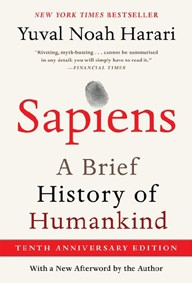 NEW YORK TIMES BESTSELLER
Yuval Noah Harari
"Riveting, myth-busting . . . cannot be summarised
in any detail: you will simply have to read it."
—FINANCIAL TIMES
Sapiens
A Brief
History of
Humankind
TENTH ANNIVERSARY EDITION
With a New Afterword by the Author